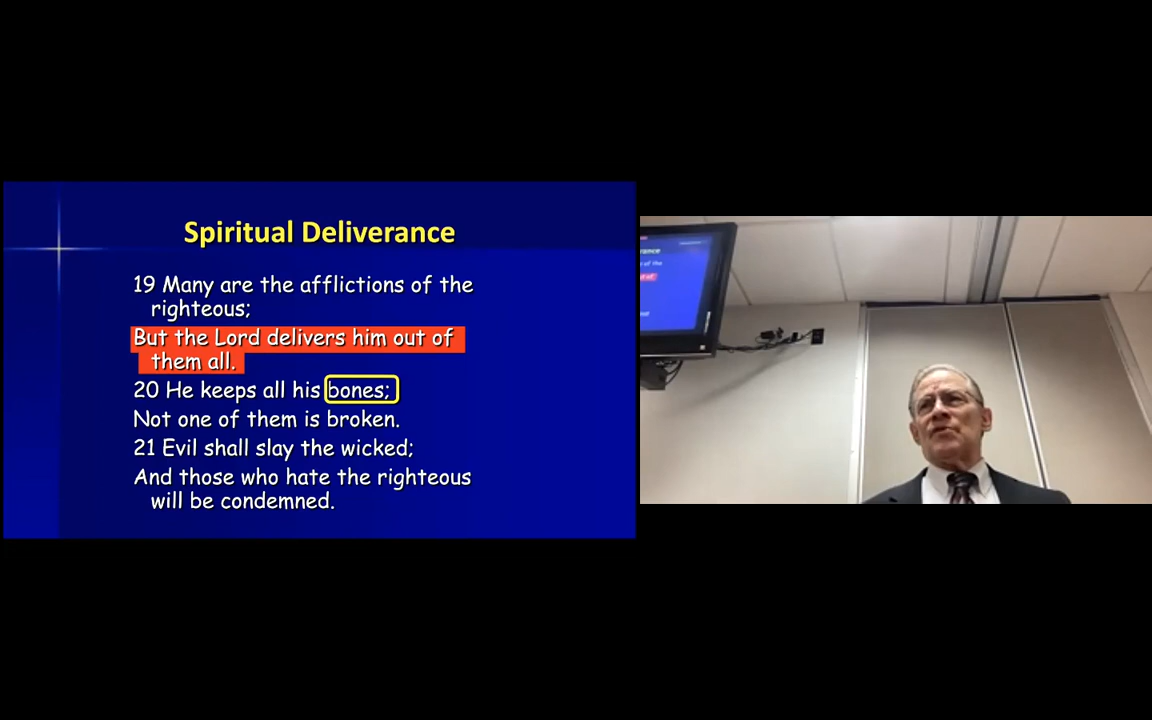 Spiritual Deliverance
19 Many are the afflictions of the
righteous;
But the Lord delivers him out of
them all.
20 He keeps all his bones;
Not one of them is broken.
21 Evil shall slay the wicked;
And those who hate the righteous
will be condemned.